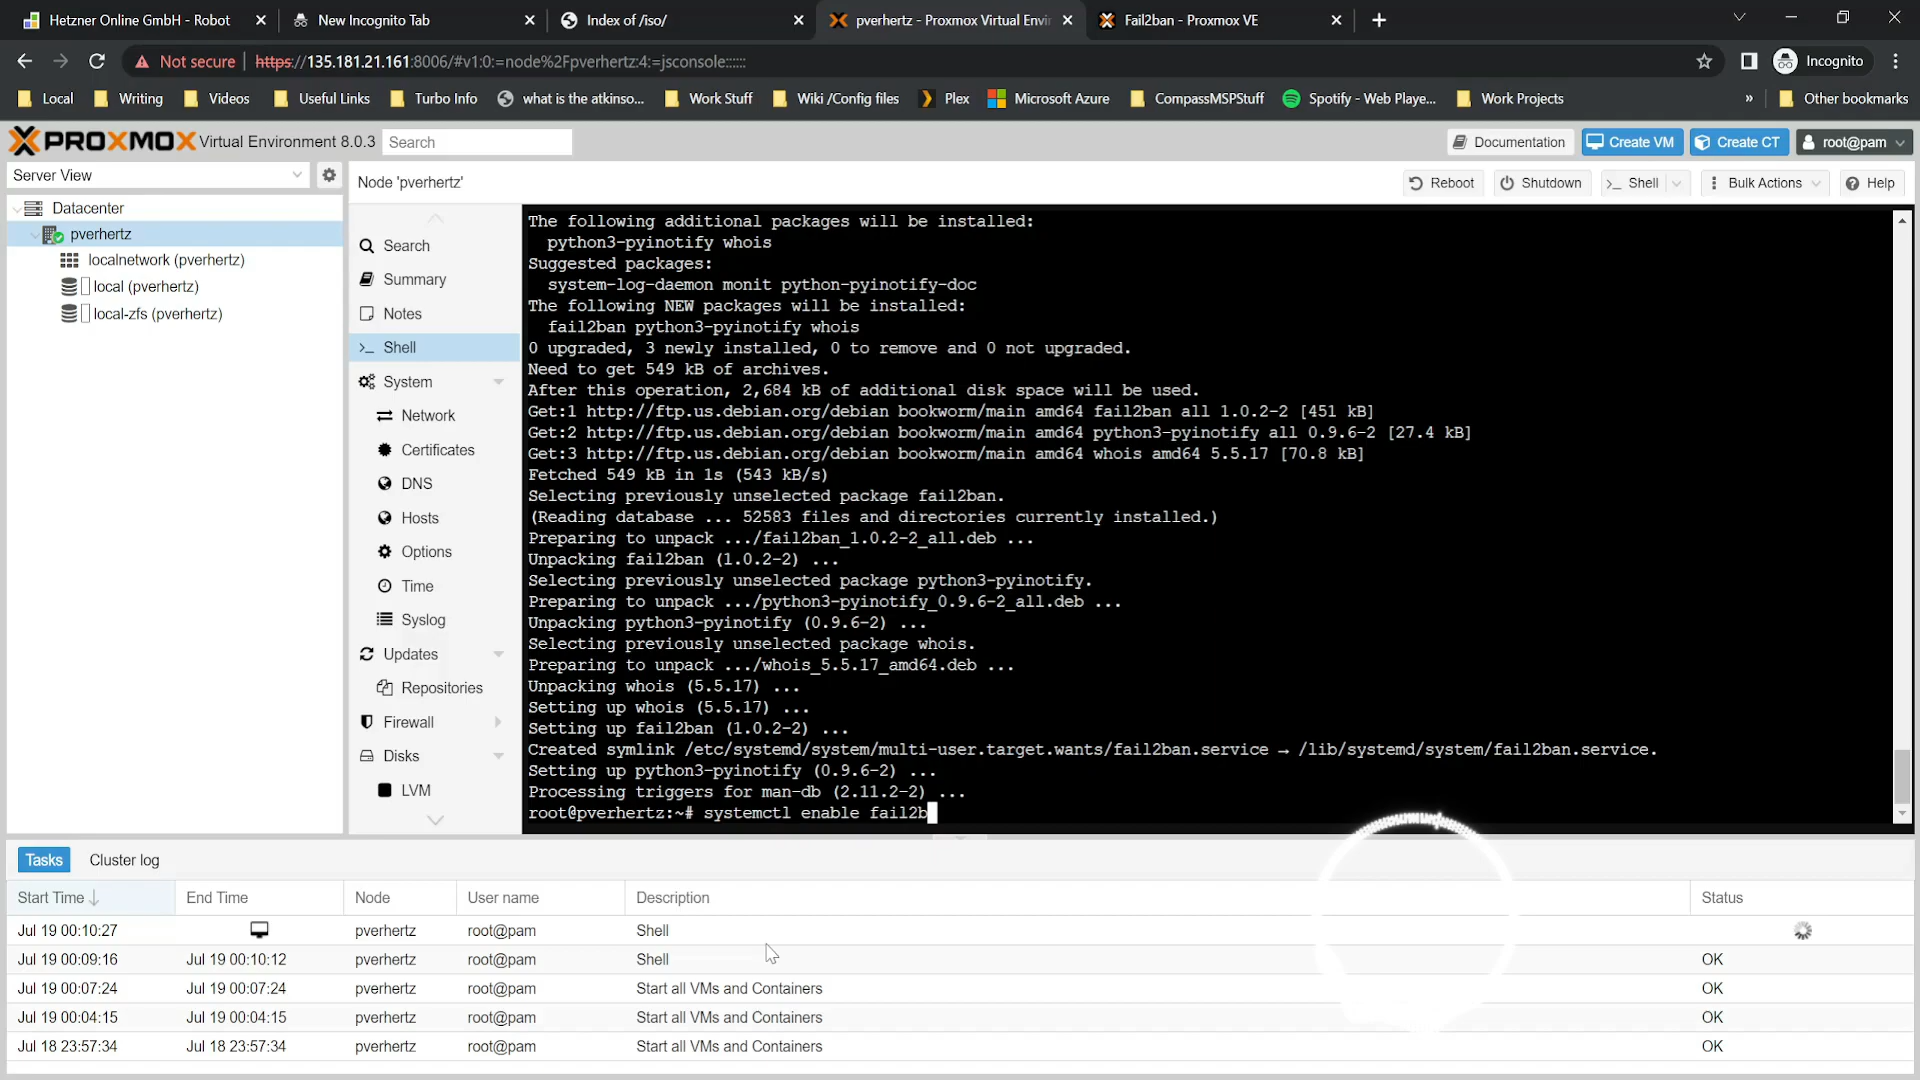 Hetzner Online GmbH - Robot
New Incognito Tab
Index of /iso/
pverhertz - Proxmox Virtual Envir
Fail2ban - Proxmox VE
Not secure
https://135.181.21.161:8006/#v1:0:=node%2Fpverhertz:4:=jsconsole::::::
Incognito
Local
Writing
Videos
Useful Links
Turbo Info
what is the atkinso...
Work Stuff
Wiki /Config files
Plex
Microsoft Azure
CompassMSPStuff
Spotify - Web Playe...
Work Projects
»
Other bookmarks
PROXMOX Virtual Environment 8.0.3
Search
Documentation
Create VM
Create CT
root@pam
Server View
Node 'pverhertz'
Reboot
Shutdown
>_ Shell
Bulk Actions
Help
Datacenter
pverhertz
localnetwork (pverhertz)
local (pverhertz)
local-zfs (pverhertz)
Search
Summary
Notes
>_ Shell
System
Network
Certificates
DNS
Hosts
Options
Time
Syslog
Updates
Repositories
Firewall
Disks
LVM
The following additional packages will be installed:
python3-pyinotify whois
Suggested packages:
system-log-daemon monit python-pyinotify-doc
The following NEW packages will be installed:
fail2ban python3-pyinotify whois
0 upgraded, 3 newly installed, 0 to remove and 0 not upgraded.
Need to get 549 kB of archives.
After this operation, 2,684 kB of additional disk space will be used.
Get:1 http://ftp.us.debian.org/debian bookworm/main amd64 fail2ban all 1.0.2-2 [451 kB]
Get:2 http://ftp.us.debian.org/debian bookworm/main amd64 python3-pyinotify all 0.9.6-2 [27.4 kB]
Get:3 http://ftp.us.debian.org/debian bookworm/main amd64 whois amd64 5.5.17 [70.8 kB]
Fetched 549 kB in 1s (543 kB/s)
Selecting previously unselected package fail2ban.
(Reading database ... 52583 files and directories currently installed.)
Preparing to unpack .../fail2ban_1.0.2-2_all.deb ...
Unpacking fail2ban (1.0.2-2) ...
Selecting previously unselected package python3-pyinotify.
Preparing to unpack .../python3-pyinotify_0.9.6-2_all.deb ...
Unpacking python3-pyinotify (0.9.6-2) ...
Selecting previously unselected package whois.
Preparing to unpack .../whois_5.5.17_amd64.deb ...
Unpacking whois (5.5.17) ...
Setting up whois (5.5.17) ...
Setting up fail2ban (1.0.2-2) ...
Created symlink /etc/systemd/system/multi-user.target.wants/fail2ban.service → /lib/systemd/system/fail2ban.service.
Setting up python3-pyinotify (0.9.6-2) ...
Processing triggers for man-db (2.11.2-2) ...
root@pverhertz:~# systemctl enable fail2b
Tasks
Cluster log
Start Time End Time Node User name Description Status
Jul 19 00:10:27 pverhertz root@pam Shell
Jul 19 00:09:16 Jul 19 00:10:12 pverhertz root@pam Shell OK
Jul 19 00:07:24 Jul 19 00:07:24 pverhertz root@pam Start all VMs and Containers OK
Jul 19 00:04:15 Jul 19 00:04:15 pverhertz root@pam Start all VMs and Containers OK
Jul 18 23:57:34 Jul 18 23:57:34 pverhertz root@pam Start all VMs and Containers OK